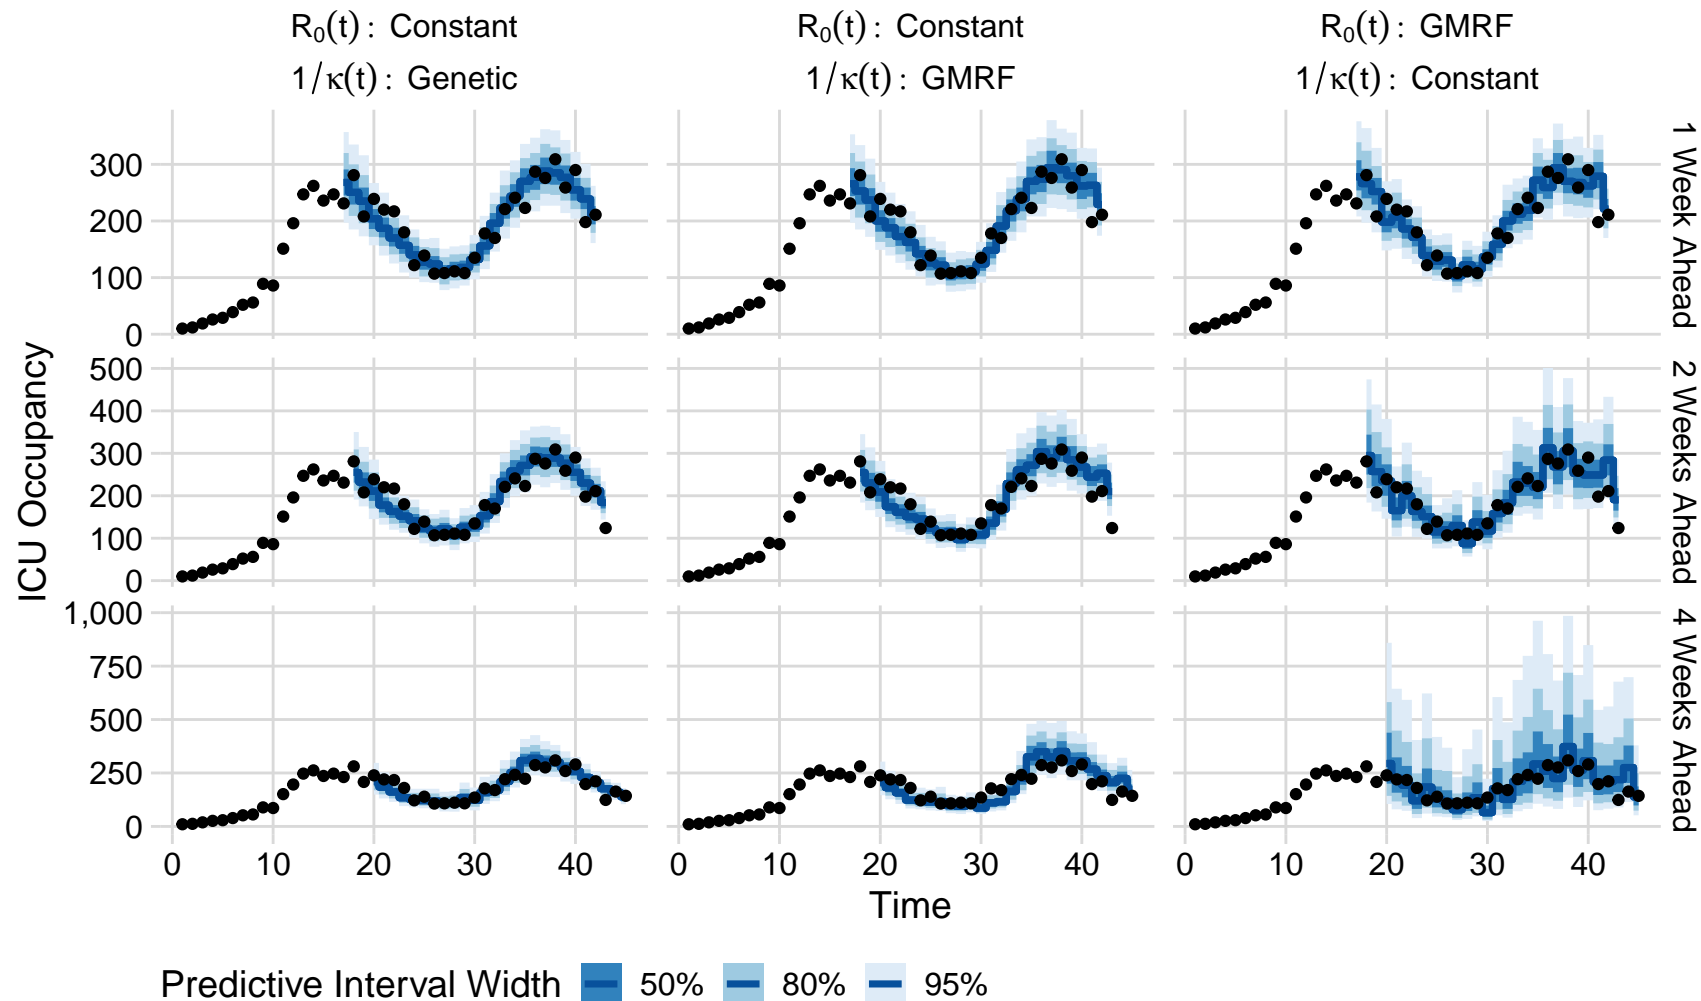 R₀(t) : Constant
1/κ(t) : Genetic
R₀(t) : Constant
1/κ(t) : GMRF
R₀(t) : GMRF
1/κ(t) : Constant
ICU Occupancy
300
200
100
0
1 Week Ahead
500
400
300
200
100
0
2 Weeks Ahead
1,000
750
500
250
0
4 Weeks Ahead
0 10 20 30 40
0 10 20 30 40
0 10 20 30 40
Time
Predictive Interval Width 50% 80% 95%